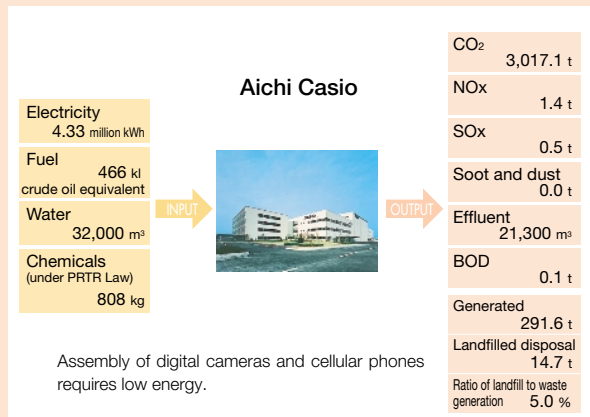 Aichi Casio
Electricity
4.33 million kWh
Fuel
466 kl
crude oil equivalent
Water
32,000 m³
Chemicals
(under PRTR Law)
808 kg
INPUT
OUTPUT
CO₂
3,017.1 t
NOx
1.4 t
SOx
0.5 t
Soot and dust
0.0 t
Effluent
21,300 m³
BOD
0.1 t
Generated
291.6 t
Landfilled disposal
14.7 t
Ratio of landfill to waste
generation 5.0 %
Assembly of digital cameras and cellular phones
requires low energy.